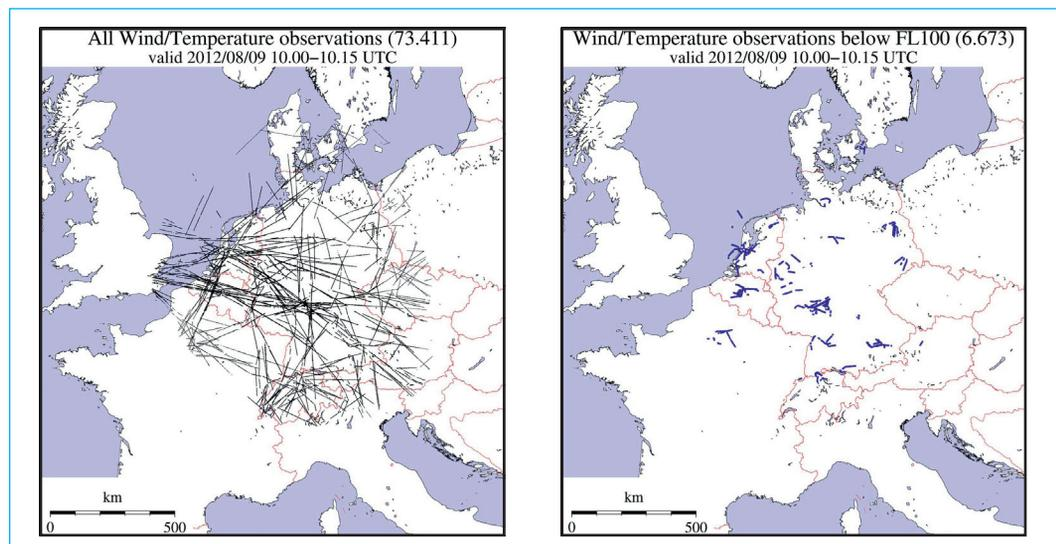 All Wind/Temperature observations (73.411)
valid 2012/08/09 10.00–10.15 UTC
km
0 500
Wind/Temperature observations below FL100 (6.673)
valid 2012/08/09 10.00–10.15 UTC
km
0 500